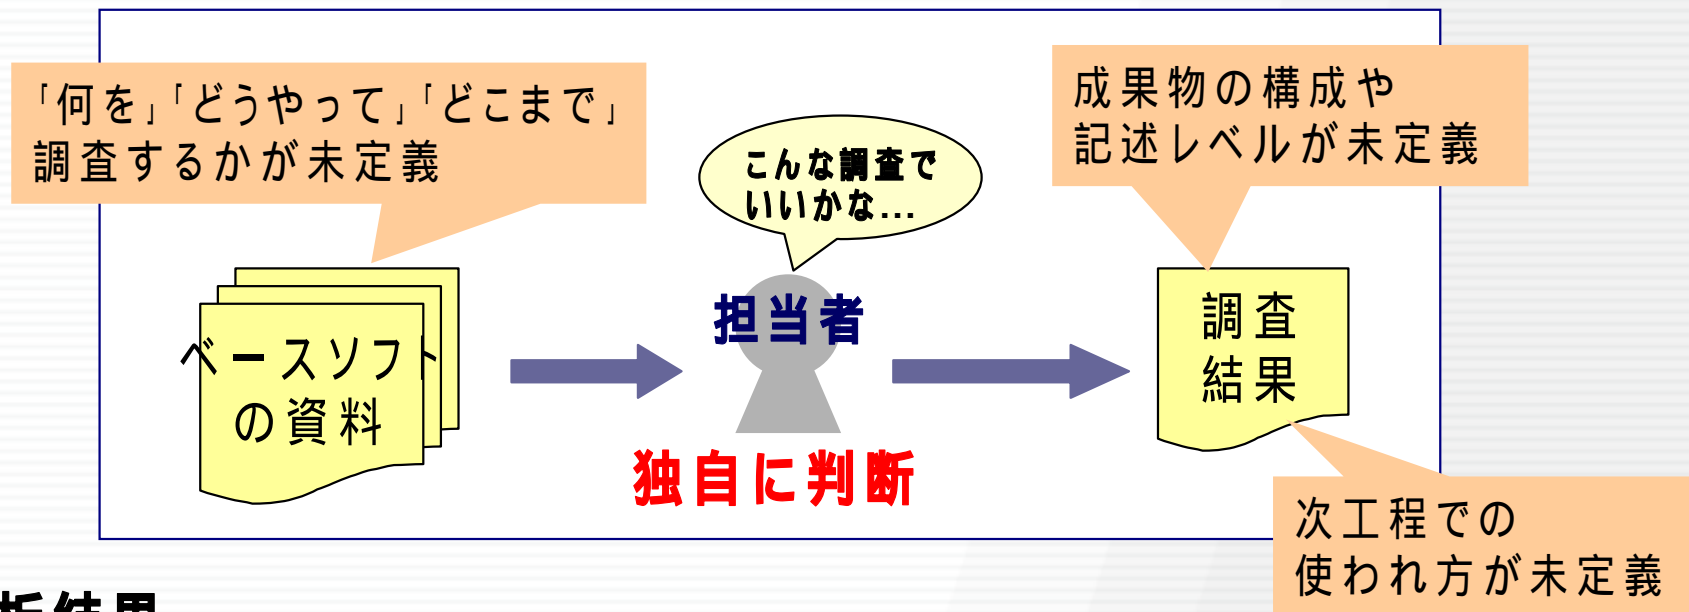 「何を」「どうやって」「どこまで」
調査するかが未定義
成果物の構成や
記述レベルが未定義
こんな調査で
いいかな...
担当者
ベースソフト
の資料
調査
結果
独自に判断
次工程での
使われ方が未定義
析結果